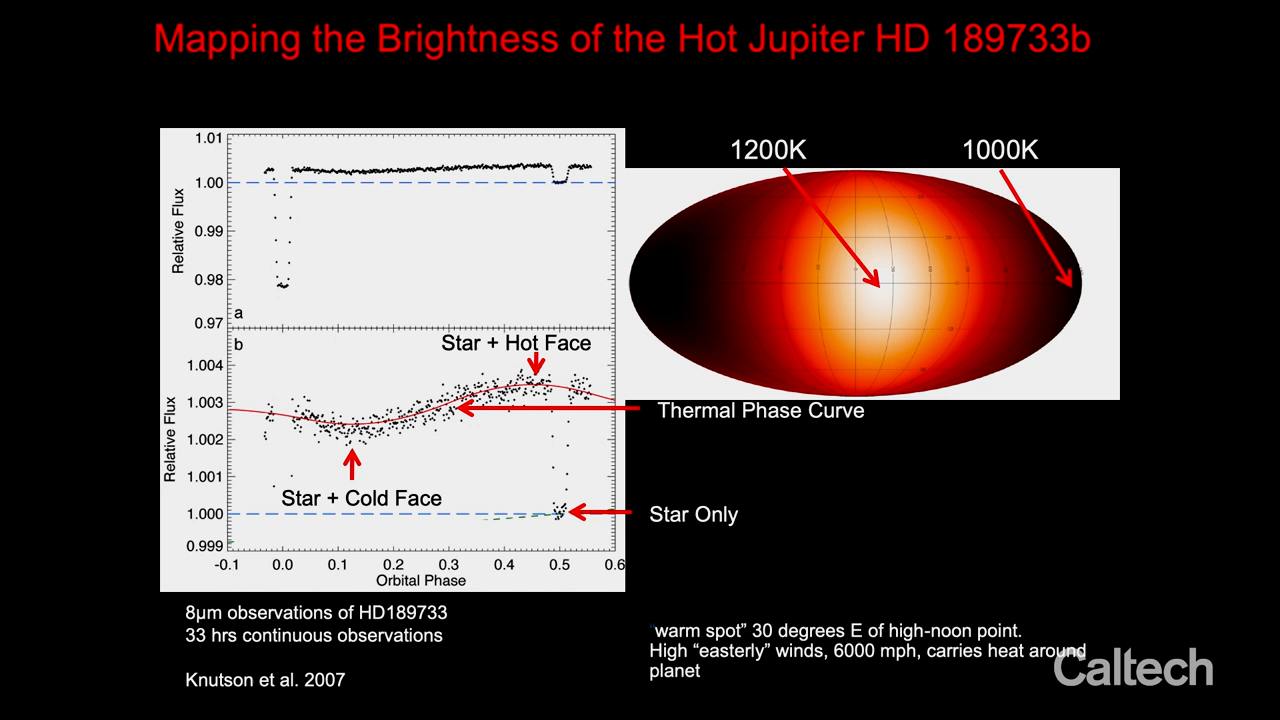 Mapping the Brightness of the Hot Jupiter HD 189733b
1200K
1000K
1.01
1.00
0.99
0.98
0.97
Relative Flux
a
b
Star + Hot Face
1.004
1.003
1.002
1.001
1.000
0.999
Relative Flux
Thermal Phase Curve
Star + Cold Face
Star Only
-0.1 0.0 0.1 0.2 0.3 0.4 0.5 0.6
Orbital Phase
8µm observations of HD189733
33 hrs continuous observations
Knutson et al. 2007
“warm spot” 30 degrees E of high-noon point.
High “easterly” winds, 6000 mph, carries heat around
planet
Caltech